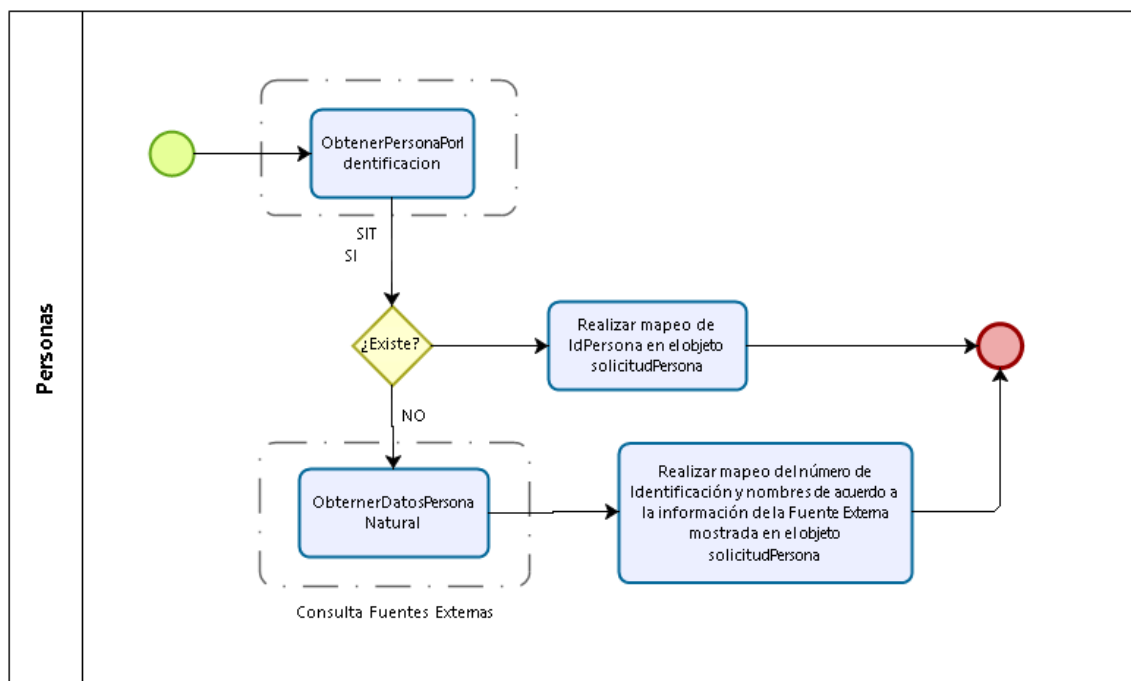 Personas
ObtenerPersonaPorI
dentificacion
SIT
SI
¿Existe?
Realizar mapeo de
IdPersona en el objeto
solicitudPersona
NO
ObternerDatosPersona
Natural
Realizar mapeo del número de
Identificación y nombres de acuerdo a
la información de la Fuente Externa
mostrada en el objeto
solicitudPersona
Consulta Fuentes Externas